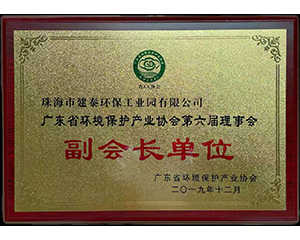 珠海市建泰环保工业园有限公司
广东省环境保护产业协会第六届理事会
副会长单位
广东省环境保护产业协会
二〇一九年十二月